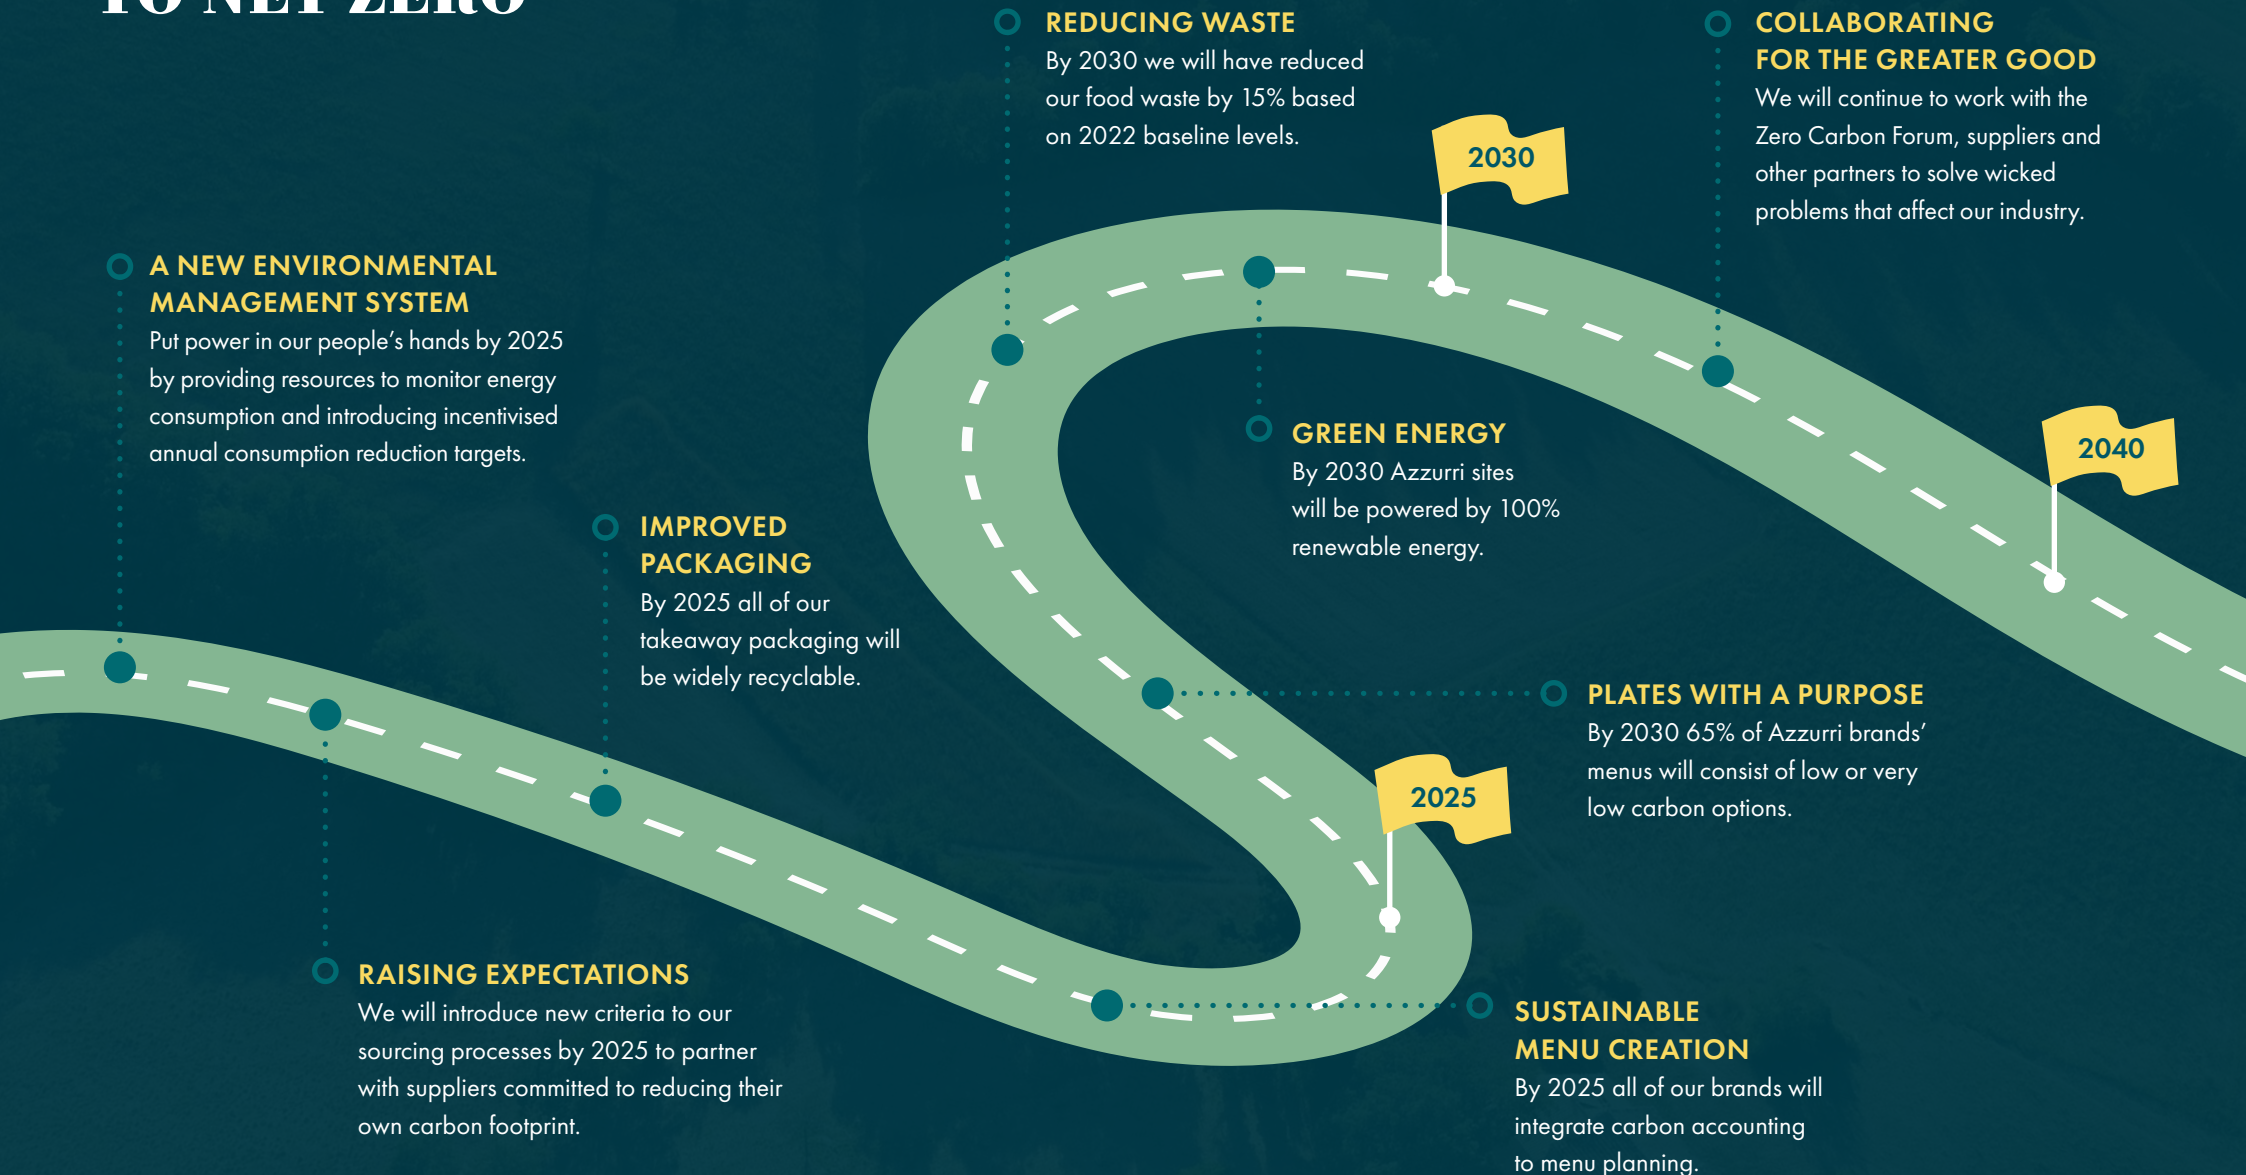 TO NET ZERO
REDUCING WASTE
By 2030 we will have reduced
our food waste by 15% based
on 2022 baseline levels.
COLLABORATING
FOR THE GREATER GOOD
We will continue to work with the
Zero Carbon Forum, suppliers and
other partners to solve wicked
problems that affect our industry.
2030
A NEW ENVIRONMENTAL
MANAGEMENT SYSTEM
Put power in our people’s hands by 2025
by providing resources to monitor energy
consumption and introducing incentivised
annual consumption reduction targets.
GREEN ENERGY
By 2030 Azzurri sites
will be powered by 100%
renewable energy.
2040
IMPROVED
PACKAGING
By 2025 all of our
takeaway packaging will
be widely recyclable.
PLATES WITH A PURPOSE
By 2030 65% of Azzurri brands’
menus will consist of low or very
low carbon options.
2025
RAISING EXPECTATIONS
We will introduce new criteria to our
sourcing processes by 2025 to partner
with suppliers committed to reducing their
own carbon footprint.
SUSTAINABLE
MENU CREATION
By 2025 all of our brands will
integrate carbon accounting
to menu planning.